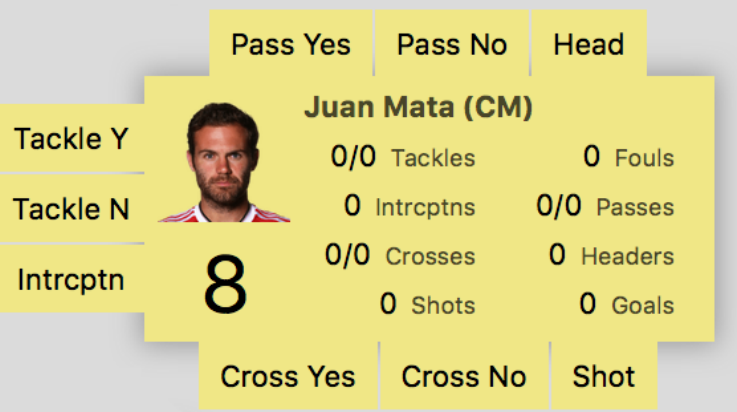 Pass Yes Pass No Head
Juan Mata (CM)
Tackle Y
0/0 Tackles 0 Fouls
Tackle N
0 Intrcptns 0/0 Passes
0/0 Crosses 0 Headers
Intrcptn
8
0 Shots 0 Goals
Cross Yes Cross No Shot